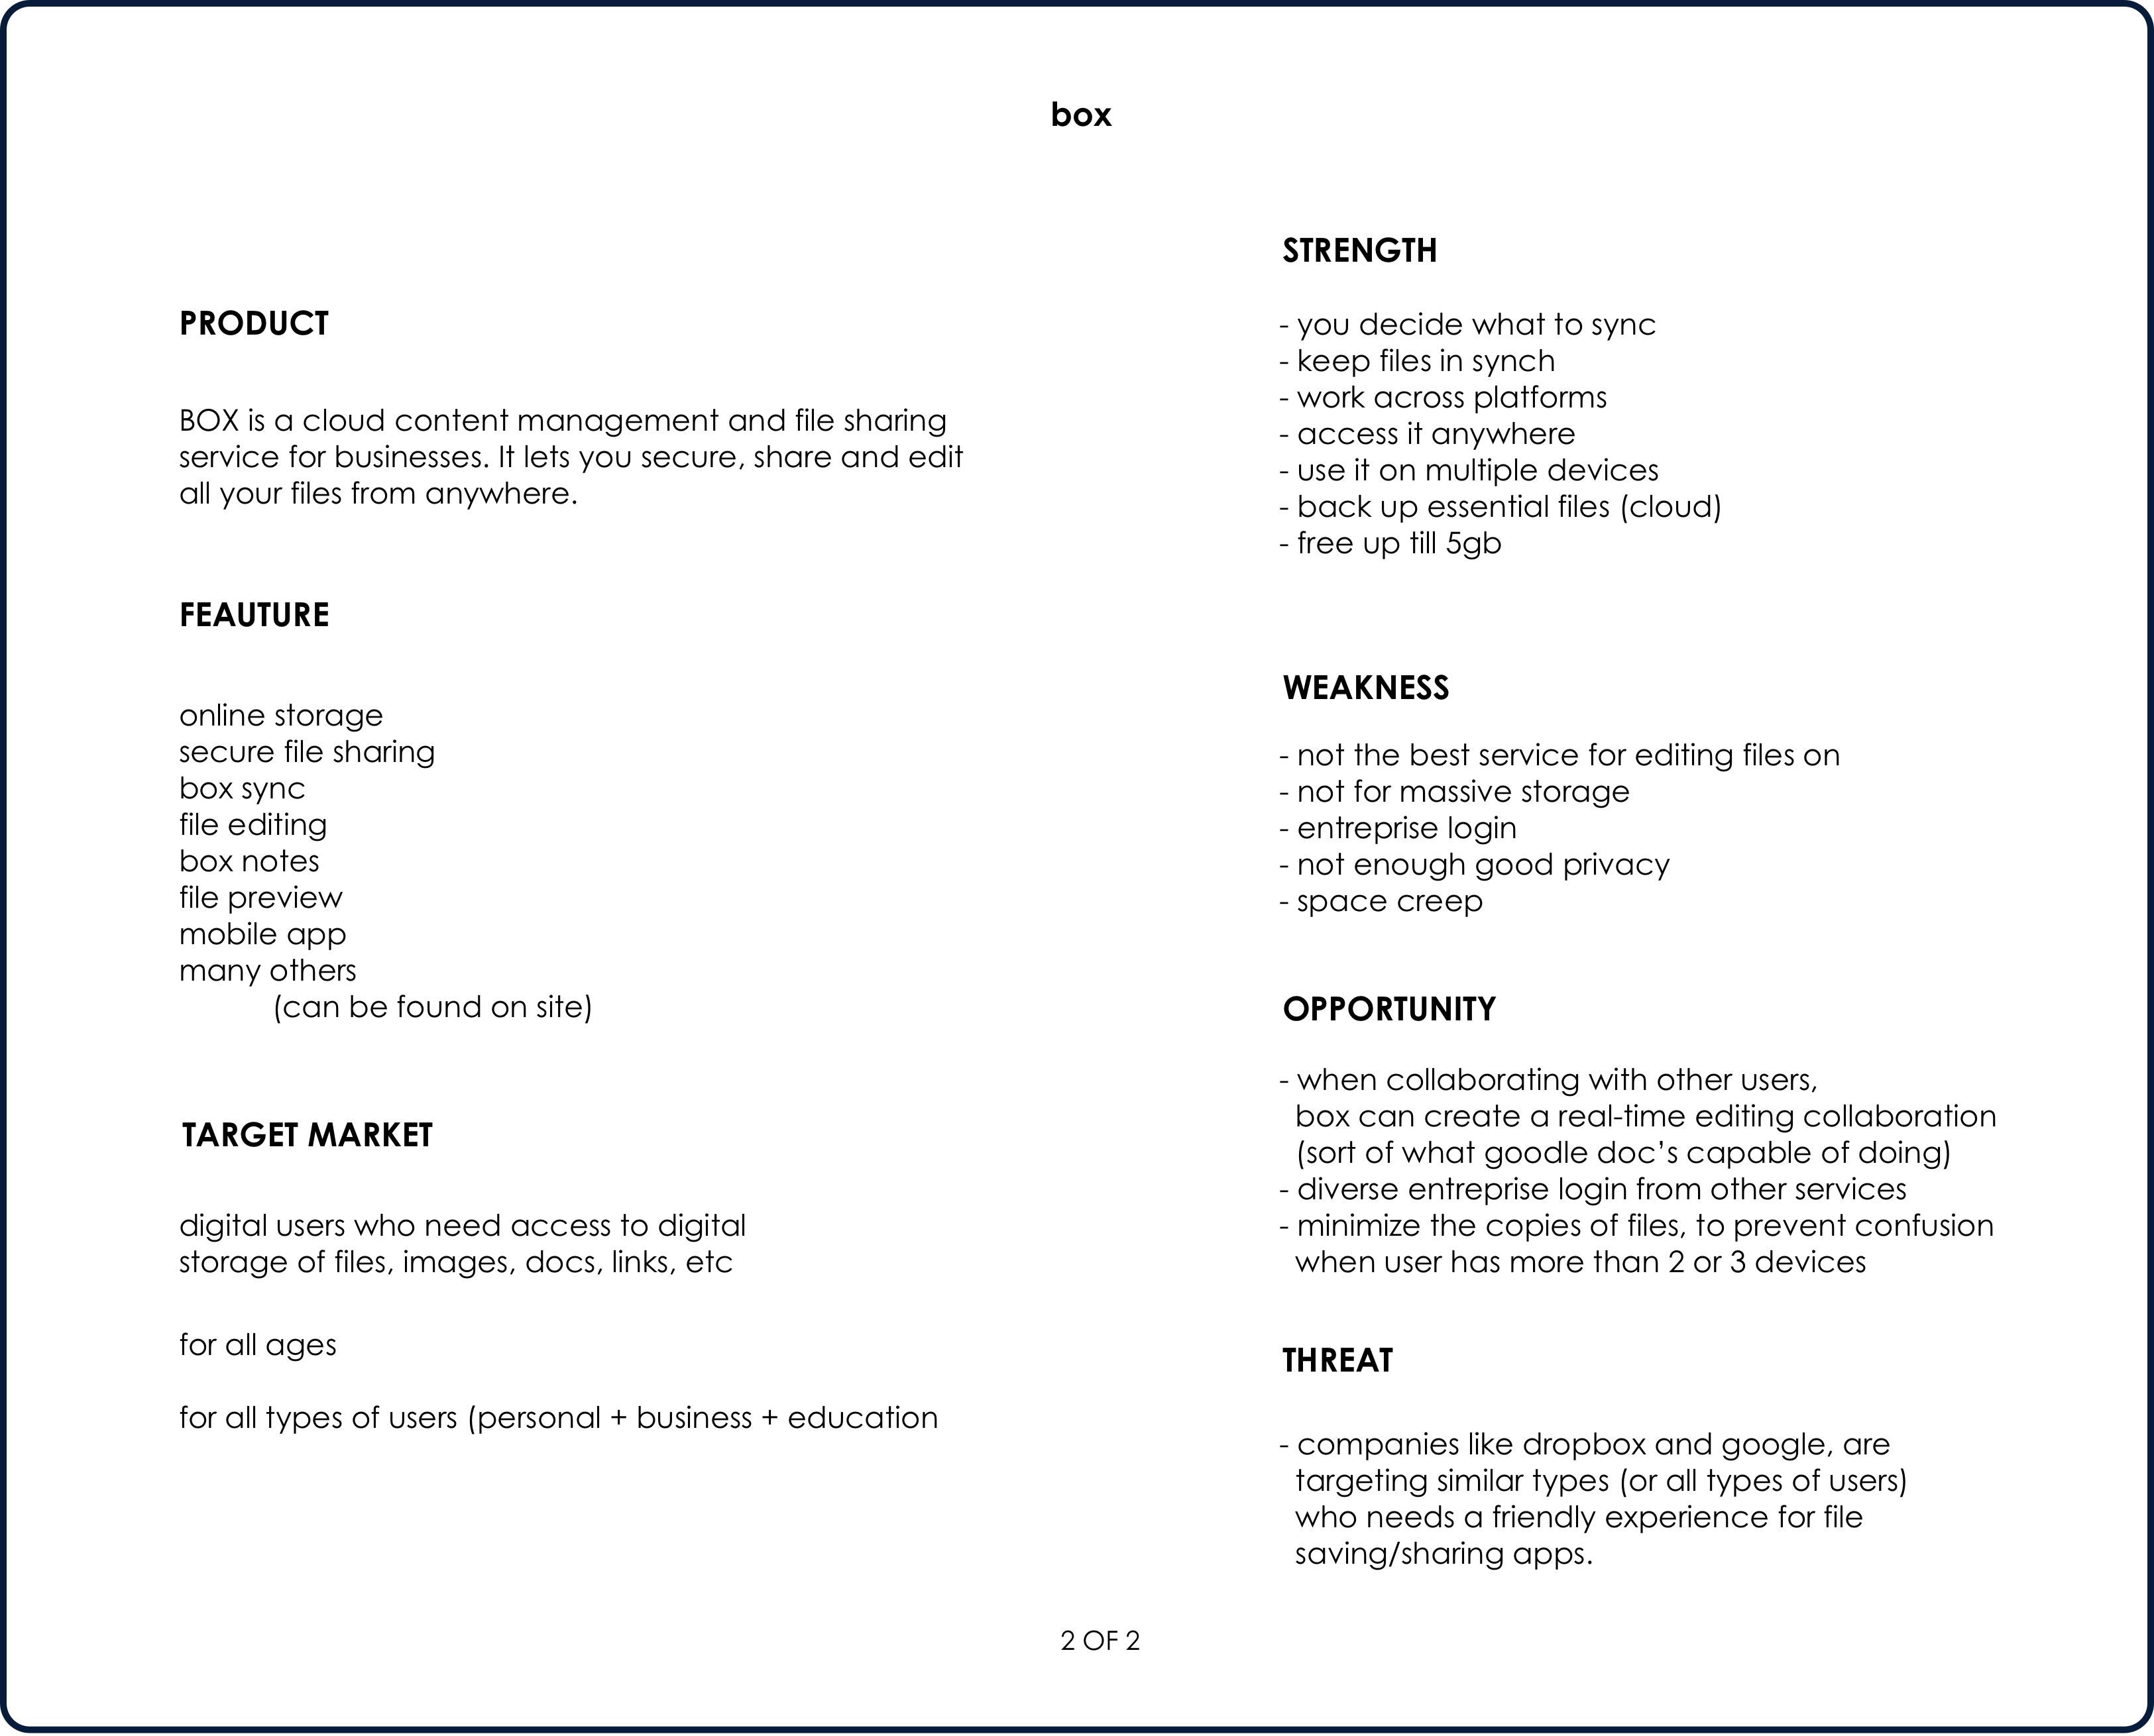 box
PRODUCT
BOX is a cloud content management and file sharing
service for businesses. It lets you secure, share and edit
all your files from anywhere.
FEAUTURE
online storage
secure file sharing
box sync
file editing
box notes
file preview
mobile app
many others
(can be found on site)
TARGET MARKET
digital users who need access to digital
storage of files, images, docs, links, etc
for all ages
for all types of users (personal + business + education
STRENGTH
- you decide what to sync
- keep files in synch
- work across platforms
- access it anywhere
- use it on multiple devices
- back up essential files (cloud)
- free up till 5gb
WEAKNESS
- not the best service for editing files on
- not for massive storage
- entreprise login
- not enough good privacy
- space creep
OPPORTUNITY
- when collaborating with other users,
box can create a real-time editing collaboration
(sort of what goodle doc’s capable of doing)
- diverse entreprise login from other services
- minimize the copies of files, to prevent confusion
when user has more than 2 or 3 devices
THREAT
- companies like dropbox and google, are
targeting similar types (or all types of users)
who needs a friendly experience for file
saving/sharing apps.
2 OF 2